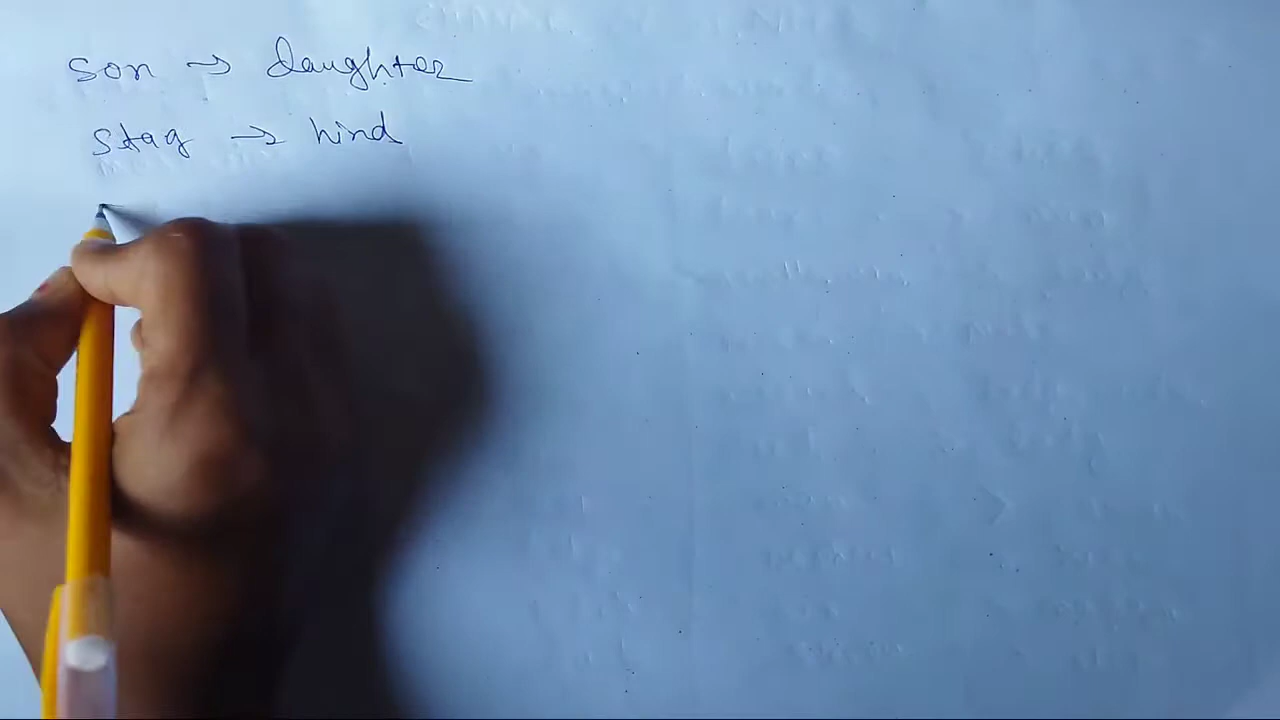 son → daughter
stag → hind